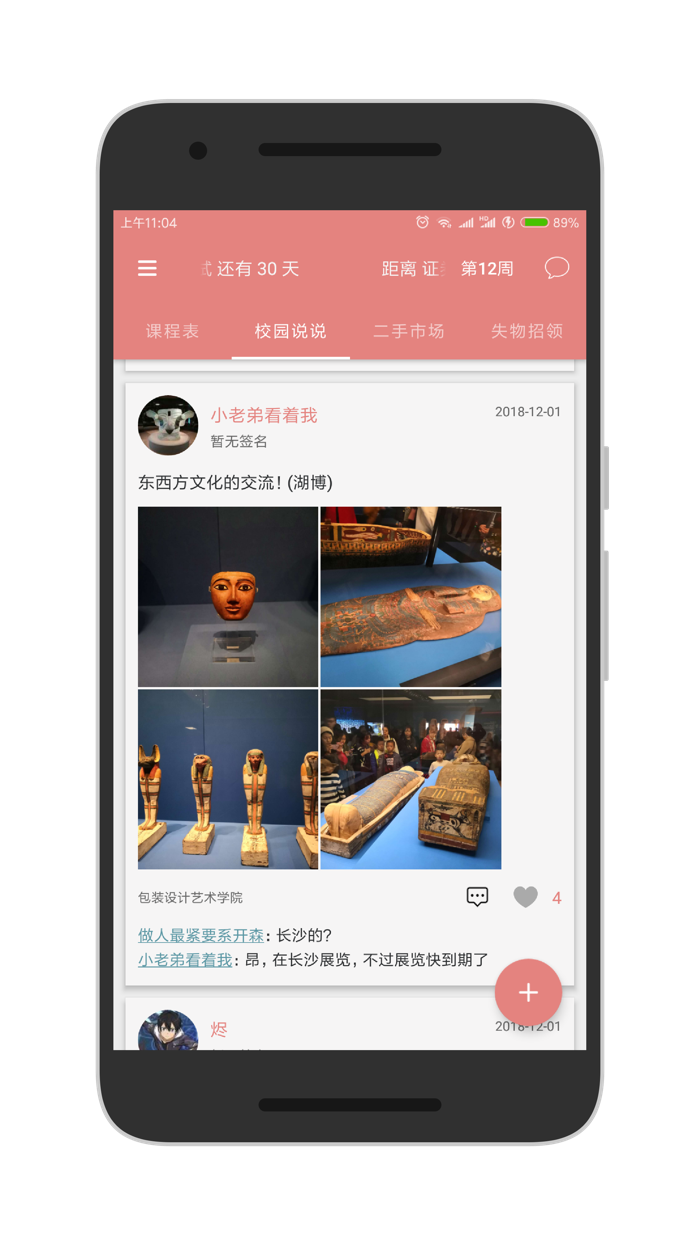 上午11:04
HD
89%
还有 30 天
距离 证
第12周
课程表
校园说说
二手市场
失物招领
小老弟看着我
2018-12-01
暂无签名
东西方文化的交流！(湖博)
包装设计艺术学院
4
做人最紧要系开森：长沙的？
小老弟看着我：昂，在长沙展览，不过展览快到期了
烬
2018-12-01